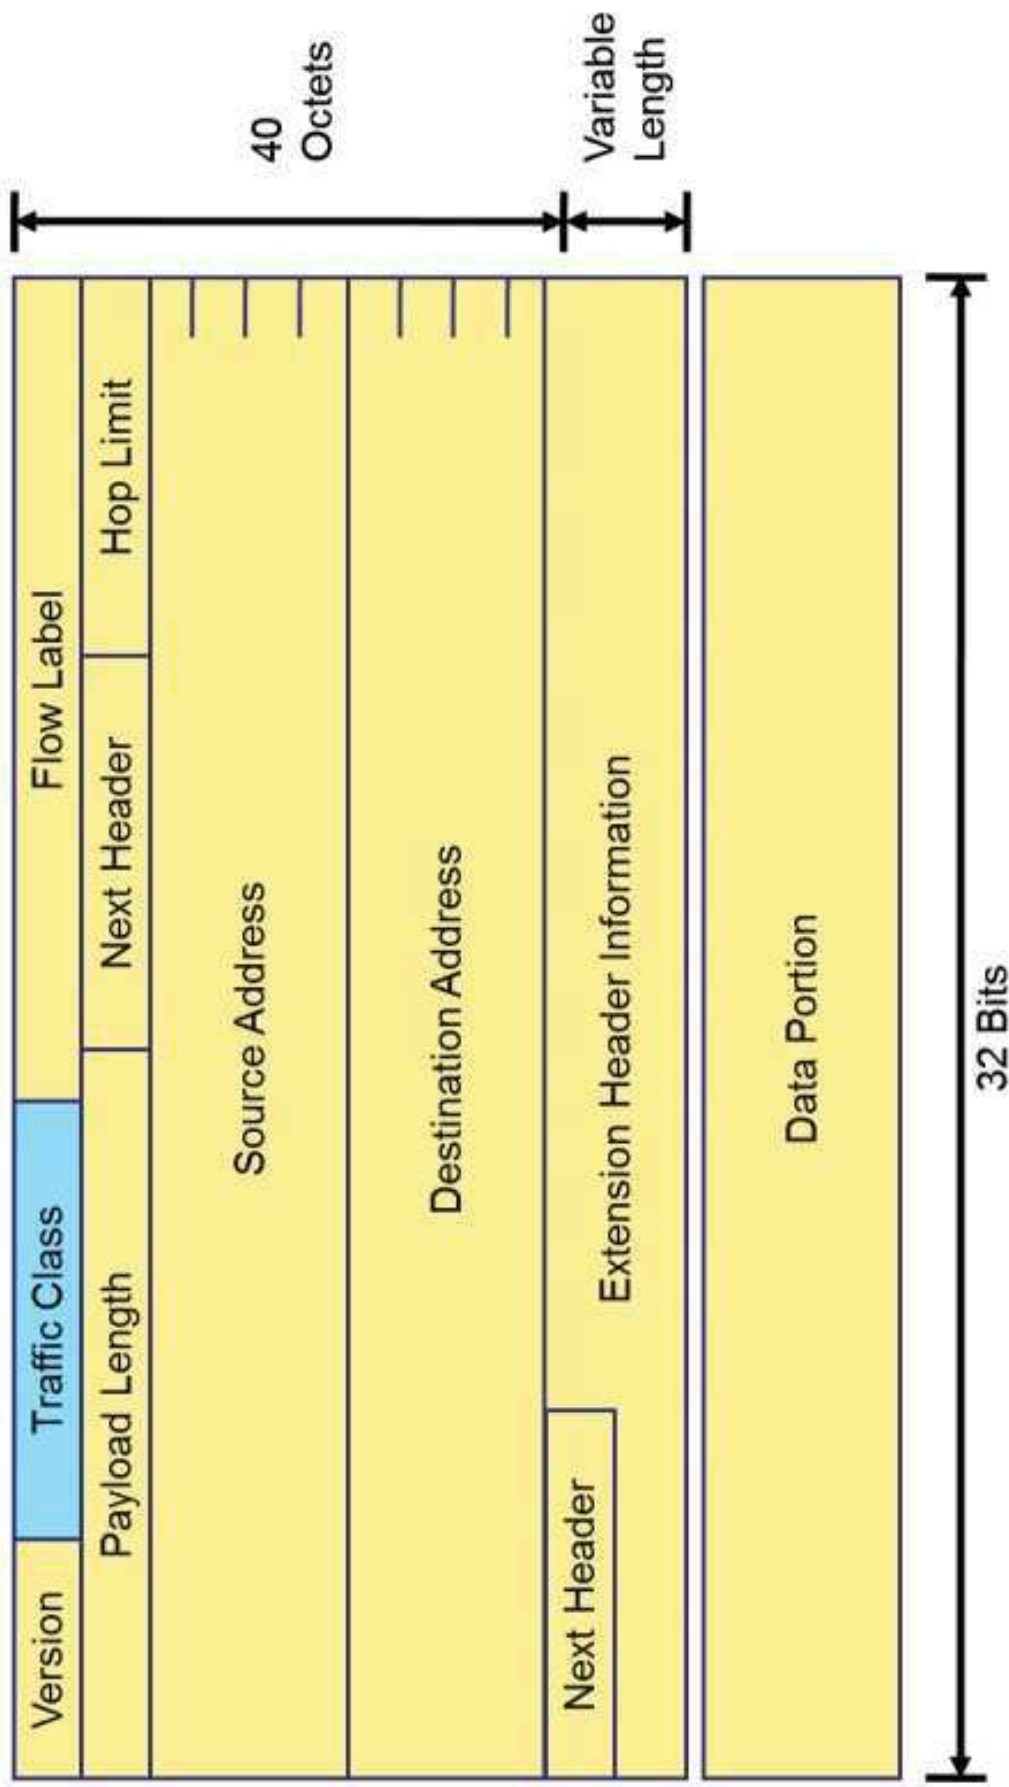 Version
Traffic Class
Flow Label
Payload Length
Next Header
Hop Limit
Source Address
Destination Address
Next Header
Extension Header Information
Data Portion
32 Bits
40
Octets
Variable
Length